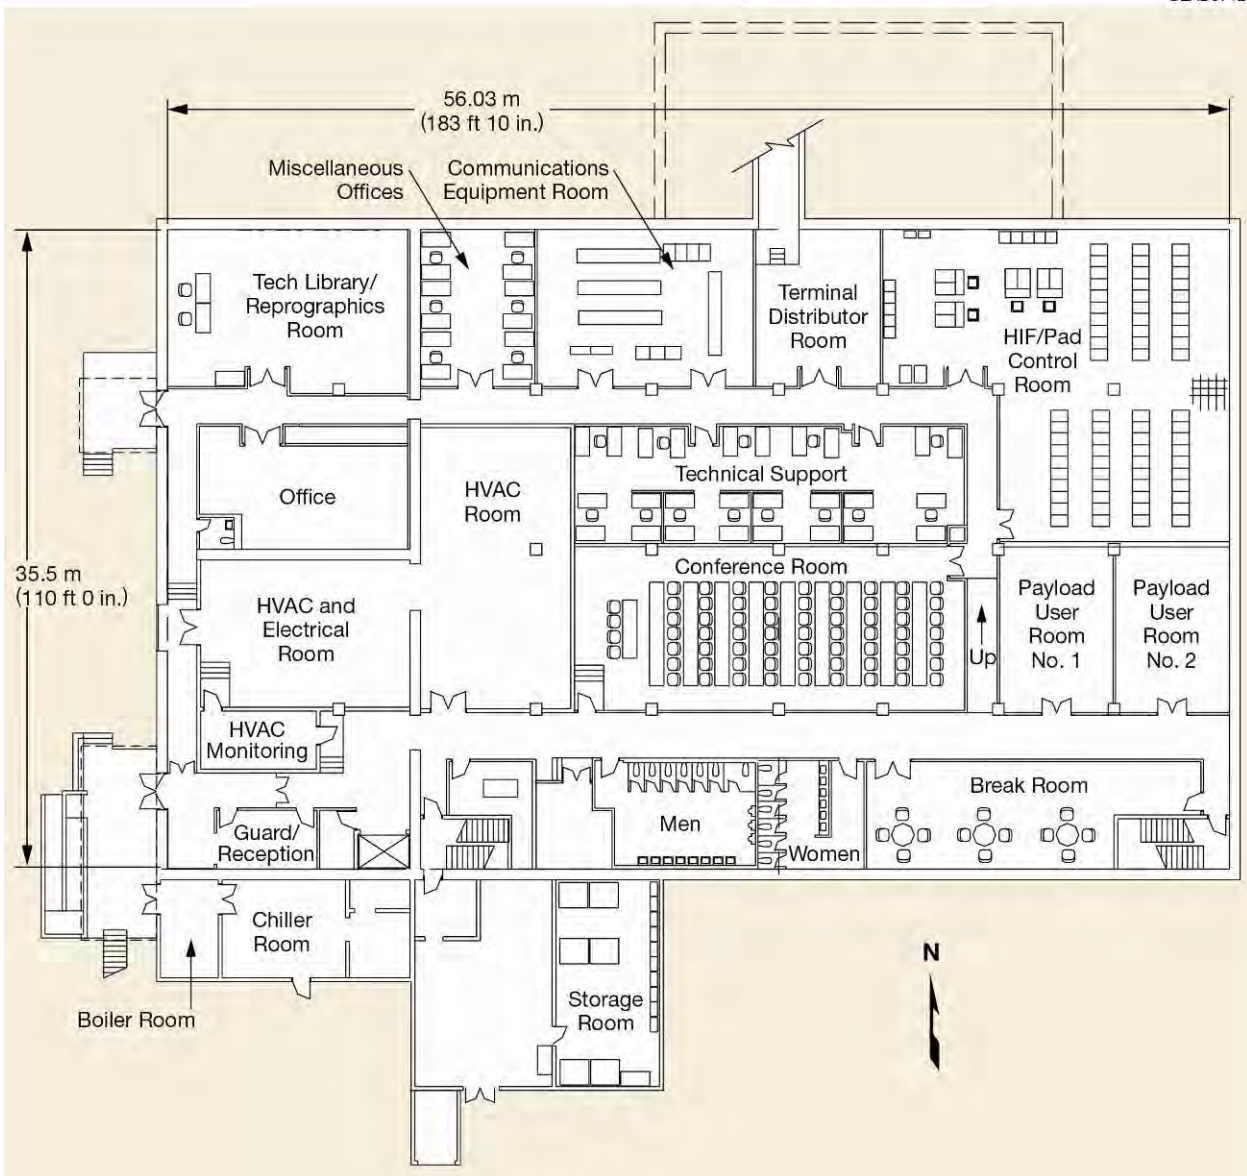 56.03 m
(183 ft 10 in.)
Miscellaneous
Offices
Communications
Equipment Room
Tech Library/
Reprographics
Room
Terminal
Distributor
Room
HIF/Pad
Control
Room
Technical Support
Office
HVAC
Room
35.5 m
(110 ft 0 in.)
Conference Room
HVAC and
Electrical
Room
Payload
User
Room
No. 1
Payload
User
Room
No. 2
Up
HVAC
Monitoring
Break Room
Guard/
Reception
Men
Women
Chiller
Room
N
Storage
Room
Boiler Room